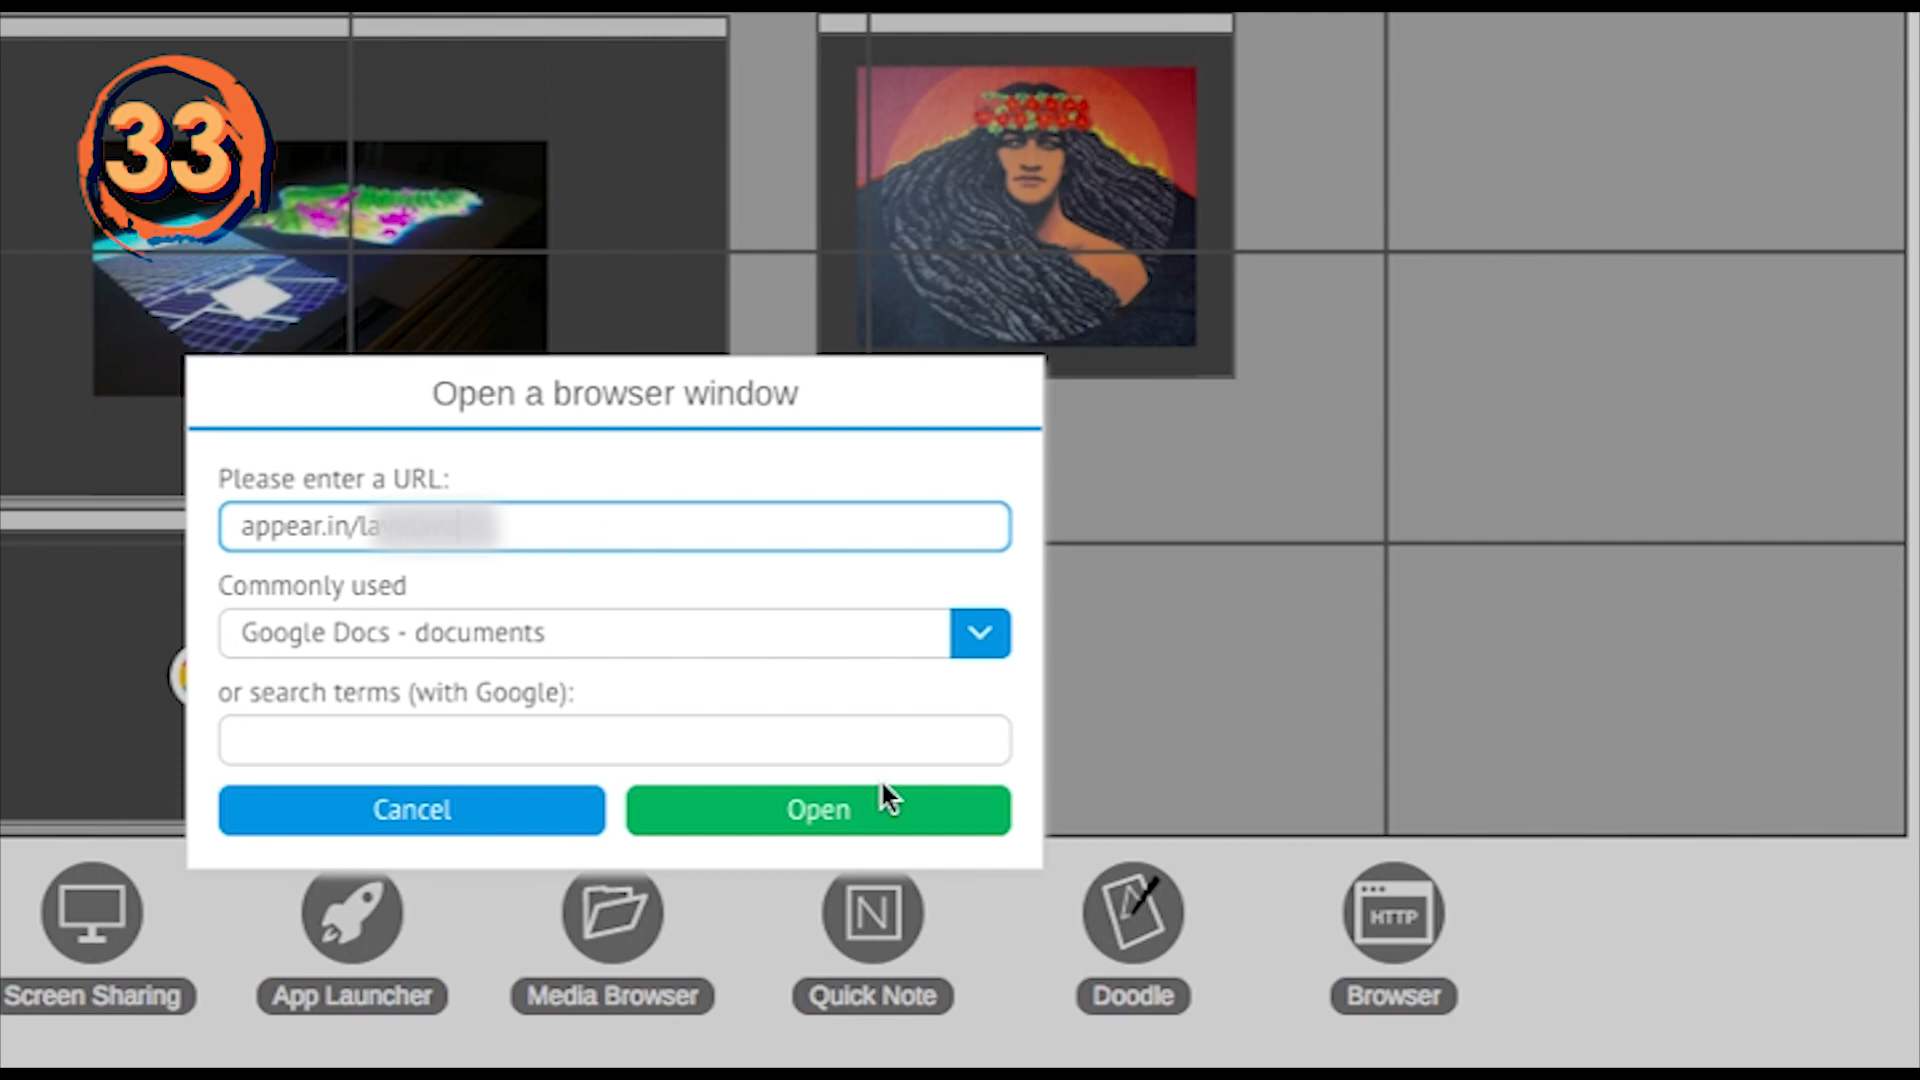 33
Open a browser window
Please enter a URL:
appear.in/la
Commonly used
Google Docs - documents
or search terms (with Google):
Cancel
Open
N
HTTP
Screen Sharing
App Launcher
Media Browser
Quick Note
Doodle
Browser